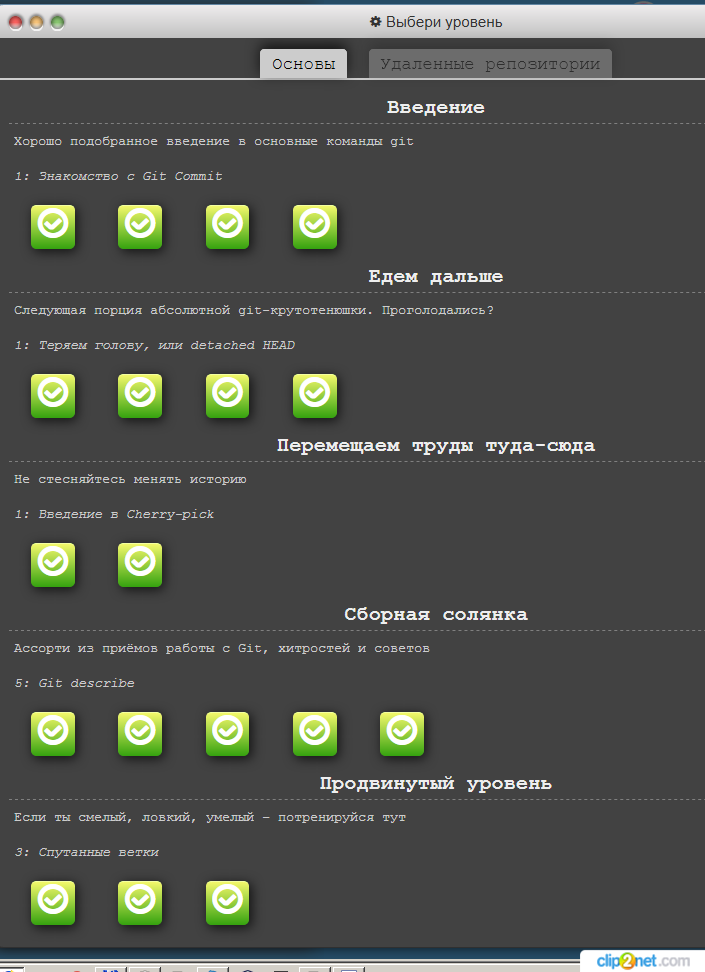 Выбери уровень
Основы
Удаленные репозитории
Введение
Хорошо подобранное введение в основные команды git
1: Знакомство с Git Commit
Едем дальше
Следующая порция абсолютной git-крутотенюшки. Проголодались?
1: Теряем голову, или detached HEAD
Перемещаем труды туда-сюда
Не стесняйтесь менять историю
1: Введение в Cherry-pick
Сборная солянка
Ассорти из приёмов работы с Git, хитростей и советов
5: Git describe
Продвинутый уровень
Если ты смелый, ловкий, умелый – потренируйся тут
3: Спутанные ветки
clip2net.com